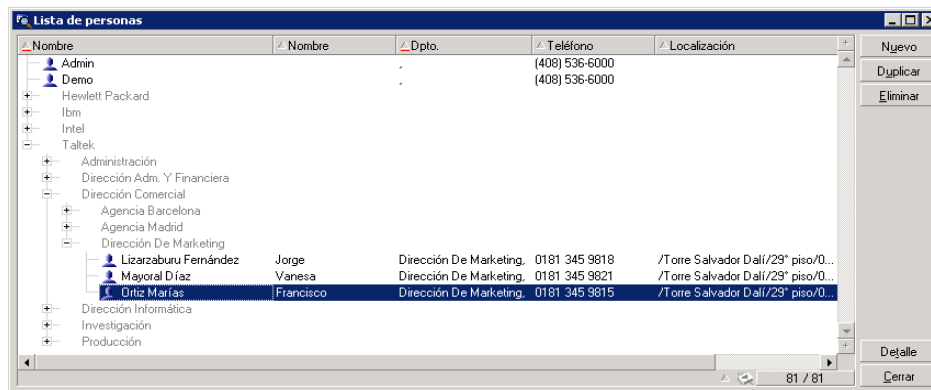 Lista de personas
Nombre Nombre Dpto. Teléfono Localización
Nuevo
Admin , (408) 536-6000
Duplicar
Demo , (408) 536-6000
Hewlett Packard
Eliminar
Ibm
Intel
Taltek
Administración
Dirección Adm. Y Financiera
Dirección Comercial
Agencia Barcelona
Agencia Madrid
Dirección De Marketing
Lizarzaburu Fernández Jorge Dirección De Marketing, 0181 345 9818 /Torre Salvador Dalí/29° piso/0...
Mayoral Díaz Vanesa Dirección De Marketing, 0181 345 9821 /Torre Salvador Dalí/29° piso/0...
Ortiz Marías Francisco Dirección De Marketing, 0181 345 9815 /Torre Salvador Dalí/29° piso/0...
Dirección Informática
Investigación
Producción
Detalle
81 / 81
Cerrar